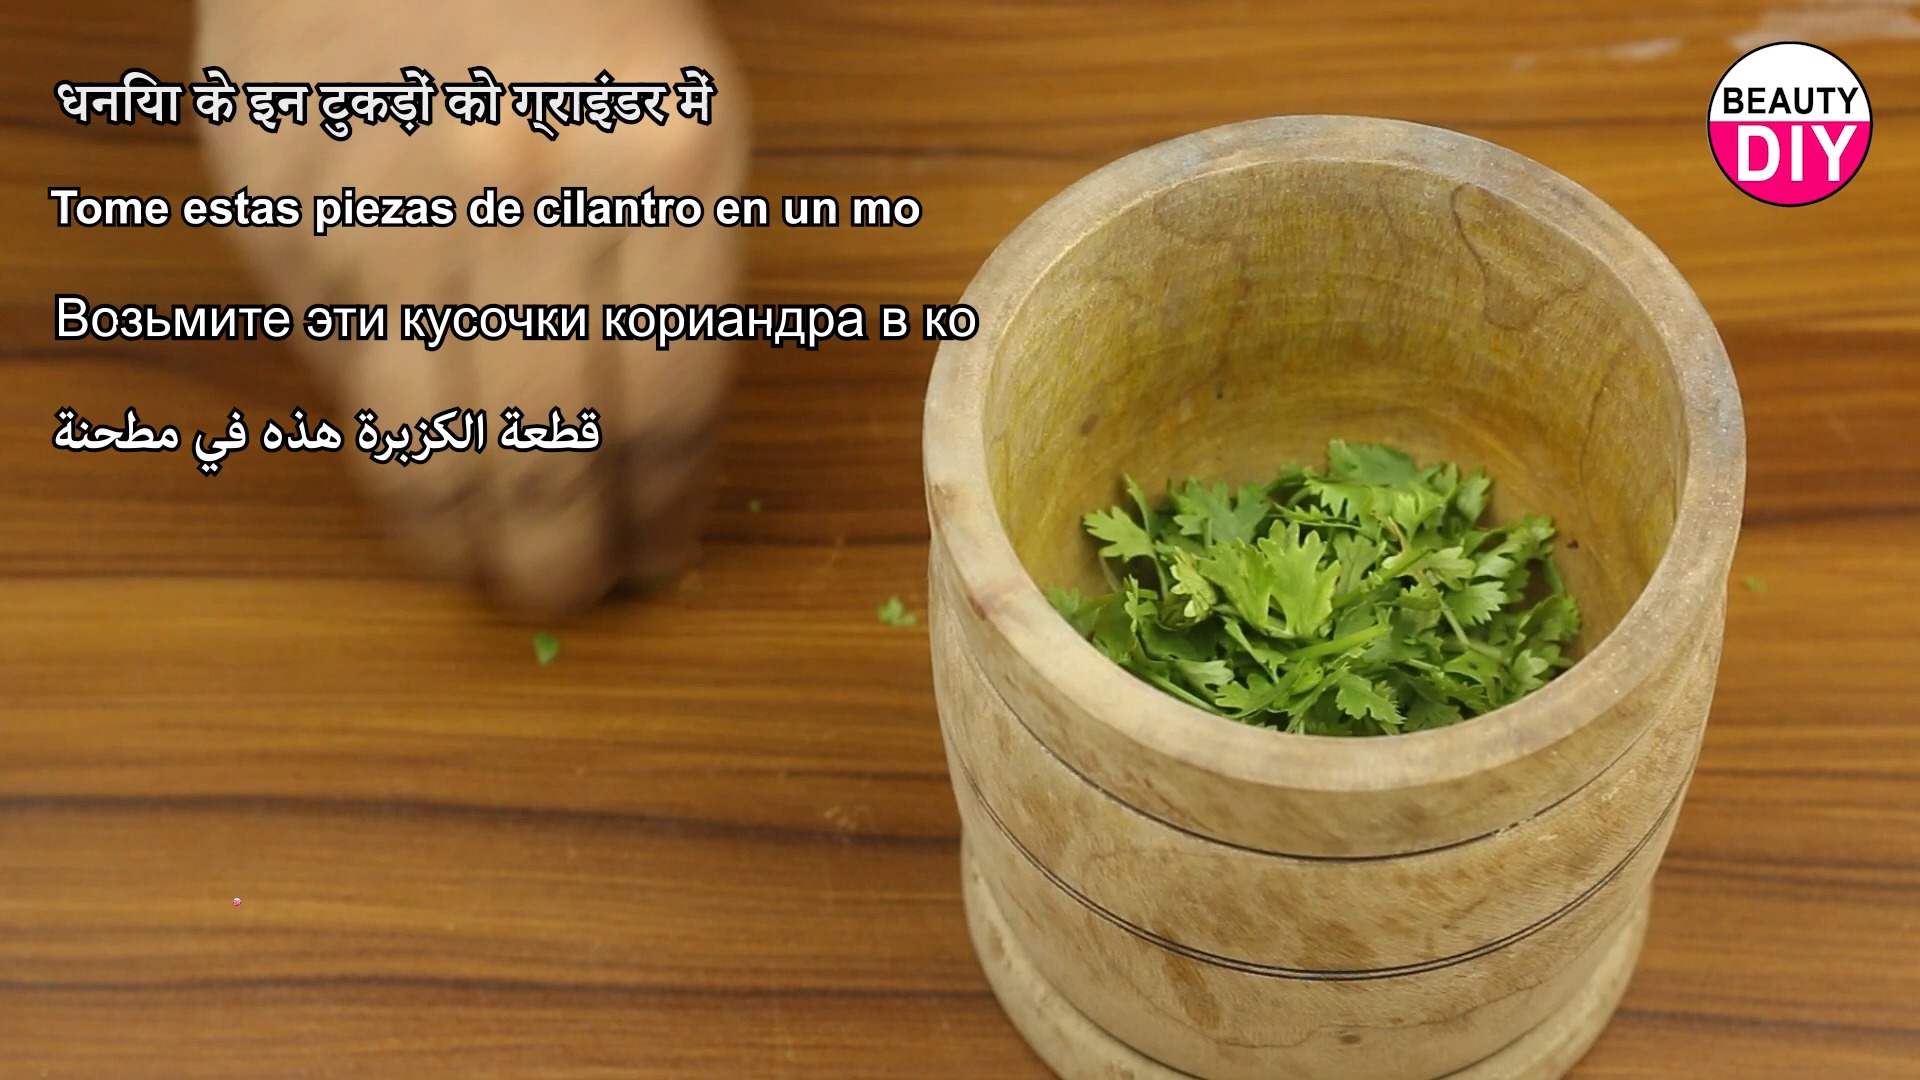 धनिया के इन टुकड़ों को ग्राइंडर में
Tome estas piezas de cilantro en un mo
Возьмите эти кусочки кориандра в ко
قطعة الكزبرة هذه في مطحنة
BEAUTY
DIY